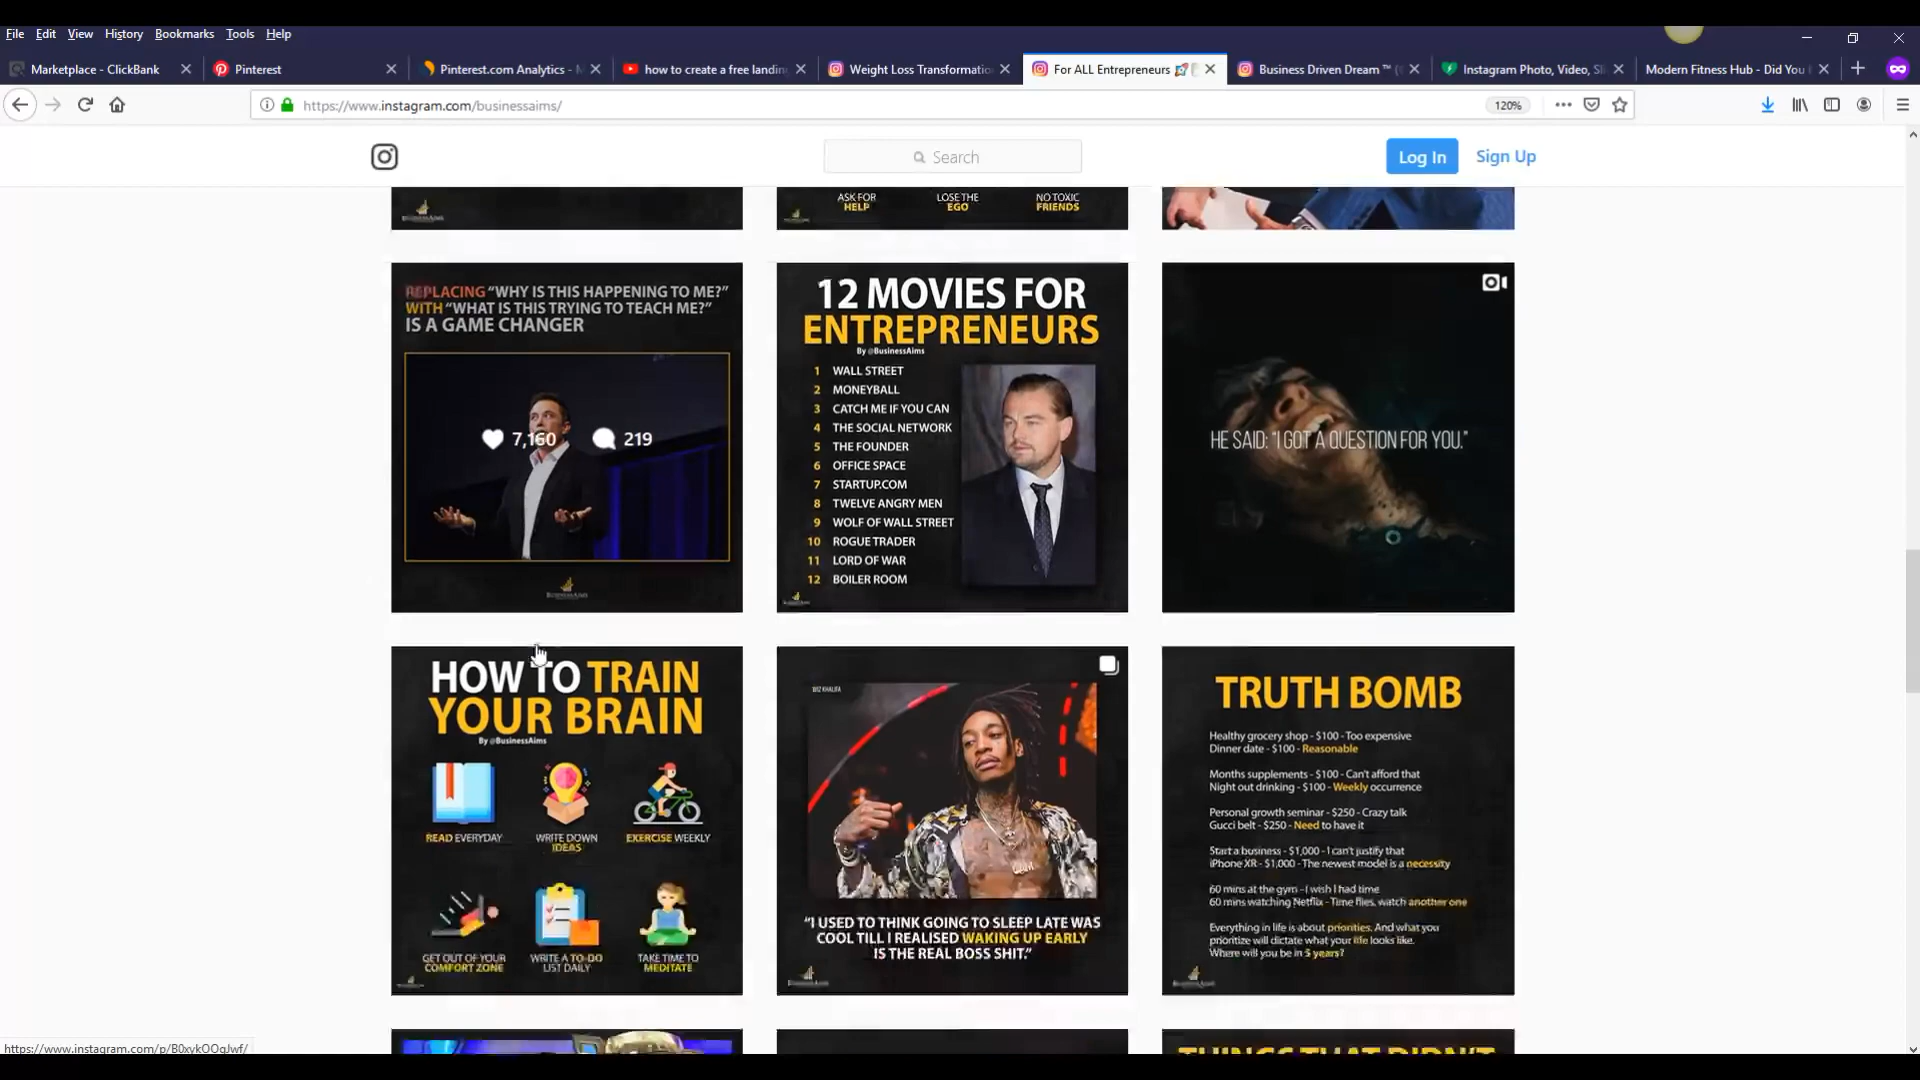 File Edit View History Bookmarks Tools Help
Marketplace - ClickBank
Pinterest
Pinterest.com Analytics - M
how to create a free landin
Weight Loss Transformatio
For ALL Entrepreneurs
Business Driven Dream ™ (
Instagram Photo, Video, Sl
Modern Fitness Hub - Did You
https://www.instagram.com/businessaims/
120%
Search
Log In
Sign Up
BUSINESSAIMS
ASK FOR
HELP
LOSE THE
EGO
NO TOXIC
FRIENDS
REPLACING “WHY IS THIS HAPPENING TO ME?”
WITH “WHAT IS THIS TRYING TO TEACH ME?”
IS A GAME CHANGER
7,160
219
BUSINESSAIMS
12 MOVIES FOR
ENTREPRENEURS
By @BusinessAims
1 WALL STREET
2 MONEYBALL
3 CATCH ME IF YOU CAN
4 THE SOCIAL NETWORK
5 THE FOUNDER
6 OFFICE SPACE
7 STARTUP.COM
8 TWELVE ANGRY MEN
9 WOLF OF WALL STREET
10 ROGUE TRADER
11 LORD OF WAR
12 BOILER ROOM
HE SAID: “I GOT A QUESTION FOR YOU.”
HOW TO TRAIN
YOUR BRAIN
By @BusinessAims
READ EVERYDAY
WRITE DOWN
IDEAS
EXERCISE WEEKLY
GET OUT OF YOUR
COMFORT ZONE
WRITE A TO-DO
LIST DAILY
TAKE TIME TO
MEDITATE
WIZ KHALIFA
“I USED TO THINK GOING TO SLEEP LATE WAS
COOL TILL I REALISED WAKING UP EARLY
IS THE REAL BOSS SHIT.”
TRUTH BOMB
Healthy grocery shop - $100 - Too expensive
Dinner date - $100 - Reasonable
Months supplements - $100 - Can’t afford that
Night out drinking - $100 - Weekly occurrence
Personal growth seminar - $250 - Crazy talk
Gucci belt - $250 - Need to have it
Start a business - $1,000 - I can’t justify that
iPhone XR - $1,000 - The newest model is a necessity
60 mins at the gym - I wish I had time
60 mins watching Netflix - Time flies, watch another one
Everything in life is about priorities. And what you
prioritize will dictate what your life looks like.
Where will you be in 5 years?
THINGS THAT DIDN'T